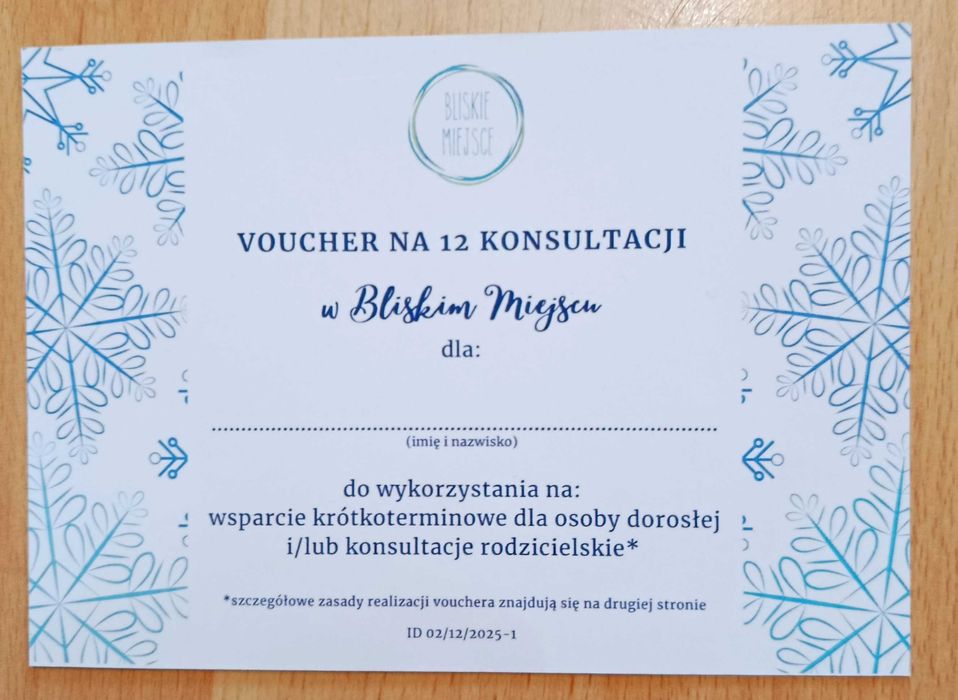 BLISKIE
MIEJSCE
VOUCHER NA 12 KONSULTACJI
w Bliskim Miejscu
dla:
................................................................................
(imię i nazwisko)
do wykorzystania na:
wsparcie krótkoterminowe dla osoby dorosłej
i/lub konsultacje rodzicielskie*
*szczegółowe zasady realizacji vouchera znajdują się na drugiej stronie
ID 02/12/2025-1